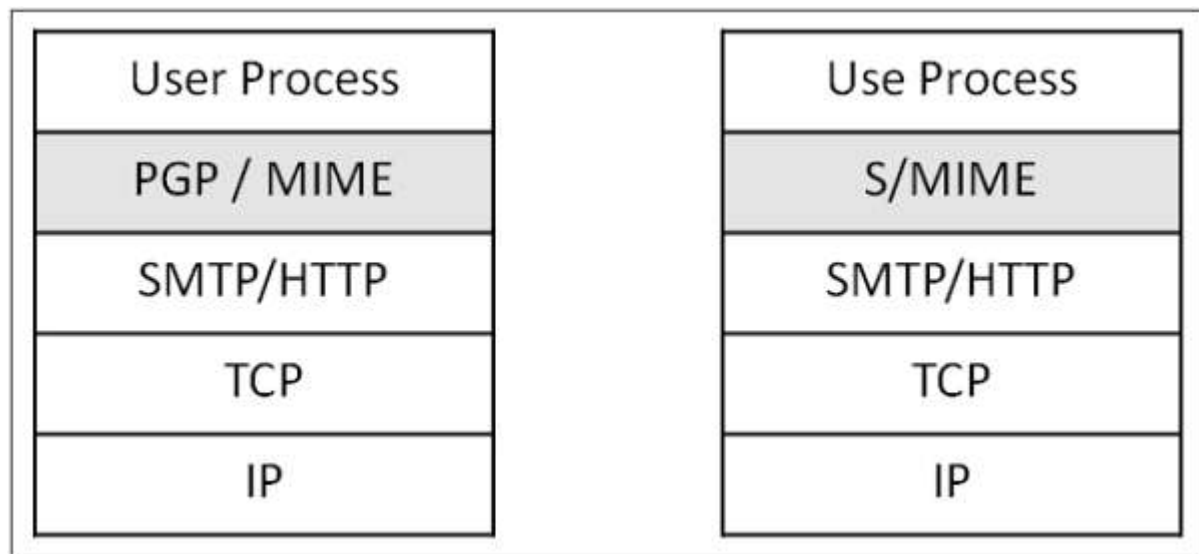 User Process
PGP / MIME
SMTP/HTTP
TCP
IP
Use Process
S/MIME
SMTP/HTTP
TCP
IP